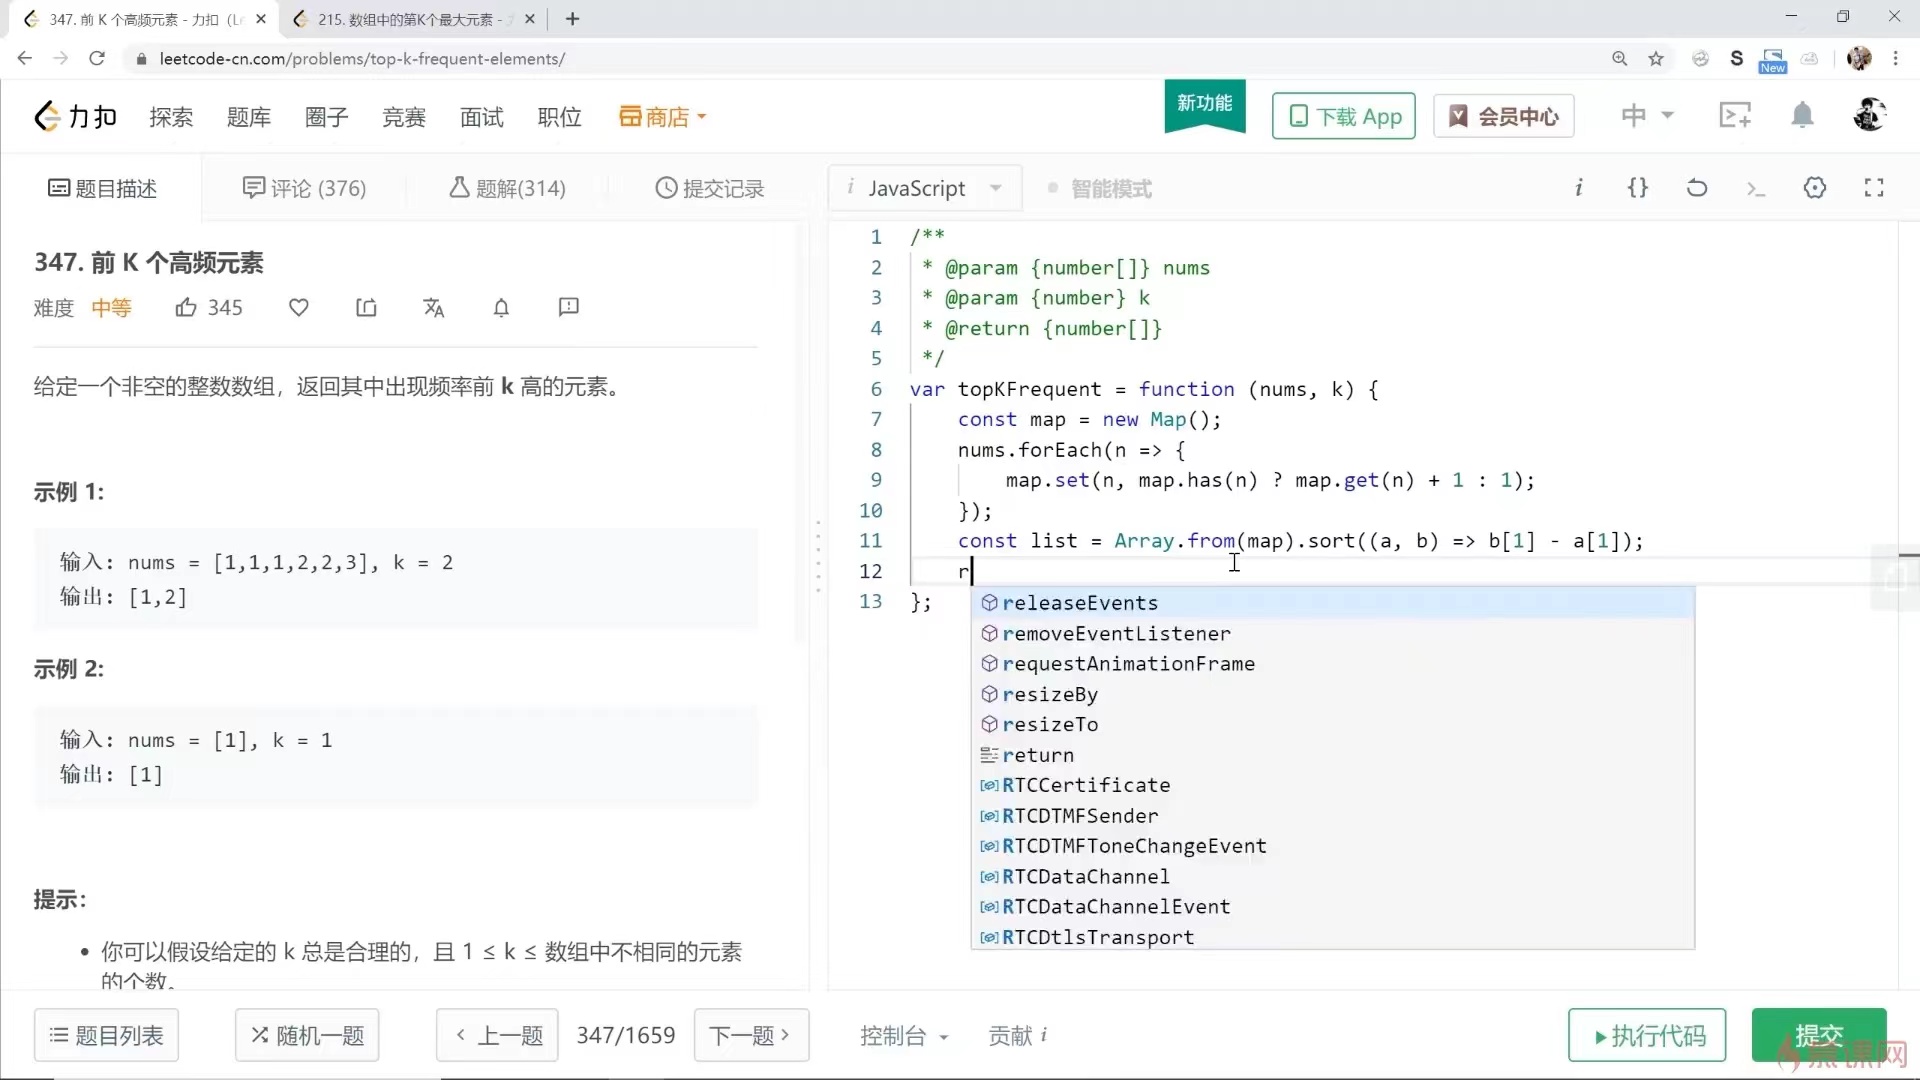 347. 前 K 个高频元素 - 力扣 (Le
215. 数组中的第K个最大元素 -
leetcode-cn.com/problems/top-k-frequent-elements/
S
New
力扣
探索
题库
圈子
竞赛
面试
职位
商店
新功能
下载 App
会员中心
中
题目描述
评论 (376)
题解(314)
提交记录
i JavaScript
智能模式
i
{}
>_
347. 前 K 个高频元素
难度 中等 345
给定一个非空的整数数组，返回其中出现频率前 k 高的元素。
示例 1:
输入: nums = [1,1,1,2,2,3], k = 2
输出: [1,2]
示例 2:
输入: nums = [1], k = 1
输出: [1]
提示：
• 你可以假设给定的 k 总是合理的，且 1 ≤ k ≤ 数组中不相同的元素
的个数。
1 /**
2 * @param {number[]} nums
3 * @param {number} k
4 * @return {number[]}
5 */
6 var topKFrequent = function (nums, k) {
7 const map = new Map();
8 nums.forEach(n => {
9 map.set(n, map.has(n) ? map.get(n) + 1 : 1);
10 });
11 const list = Array.from(map).sort((a, b) => b[1] - a[1]);
12 r
13 };
releaseEvents
removeEventListener
requestAnimationFrame
resizeBy
resizeTo
return
RTCCertificate
RTCDTMFSender
RTCDTMFToneChangeEvent
RTCDataChannel
RTCDataChannelEvent
RTCDtlsTransport
题目列表
随机一题
上一题
347/1659
下一题
控制台
贡献 i
执行代码
提交
慕课网